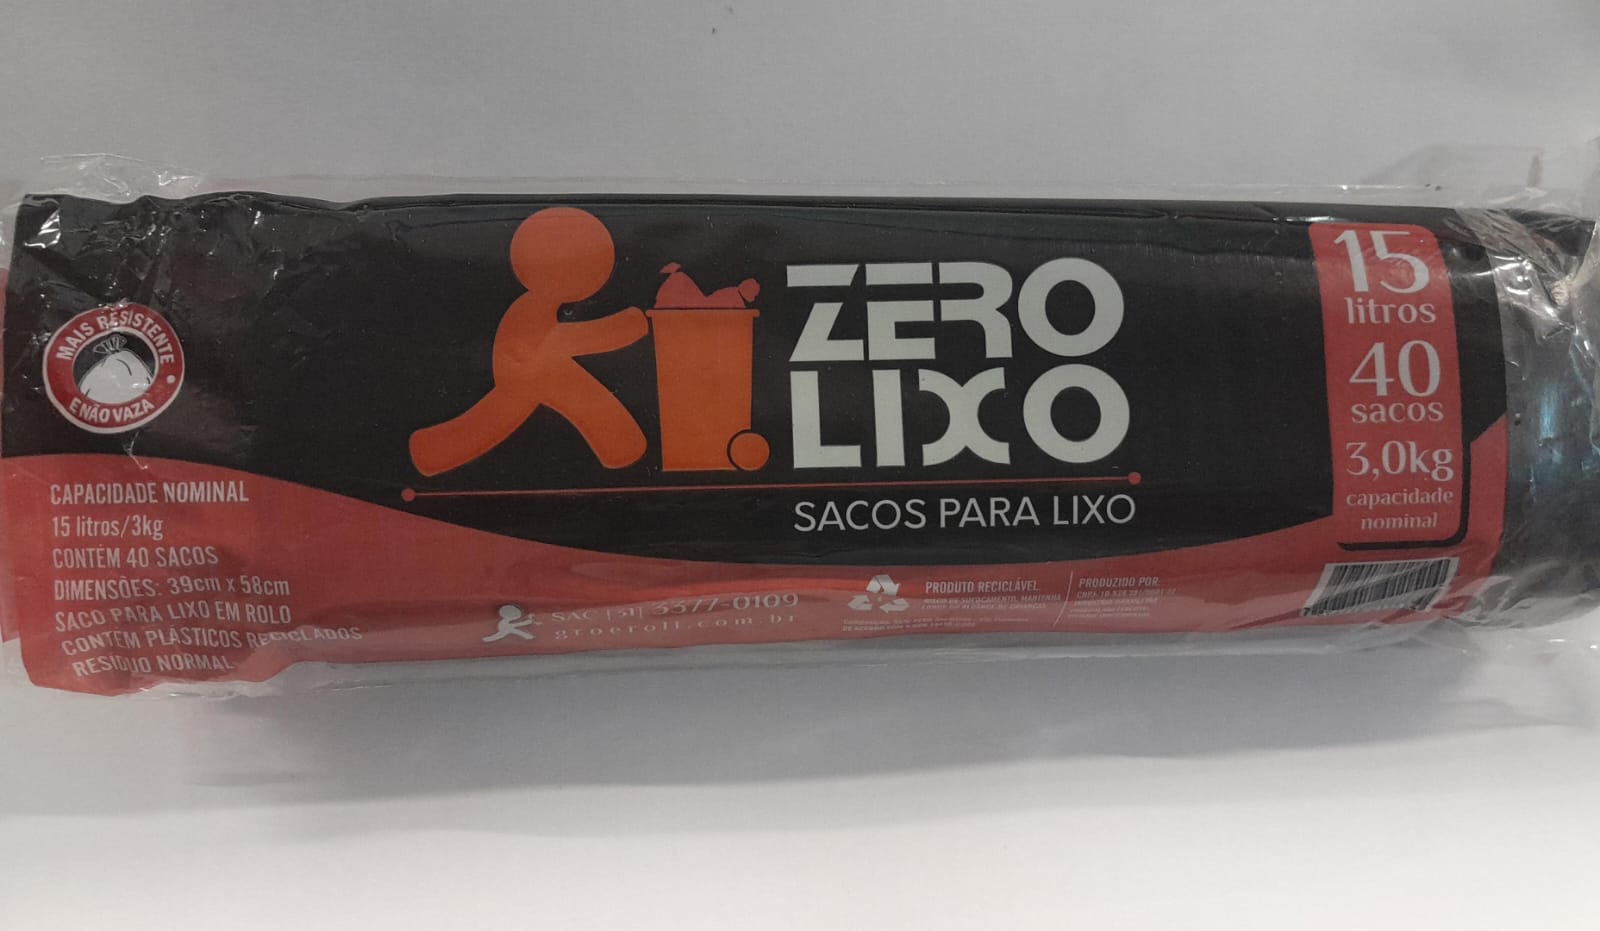 MAIS RESISTENTE
E NÃO VAZA
CAPACIDADE NOMINAL
15 litros/3kg
CONTÉM 40 SACOS
DIMENSÕES: 39cm x 58cm
SACO PARA LIXO EM ROLO
CONTÉM PLÁSTICOS RECICLADOS
RESIDUO NORMAL
ZERO
LIXO
SACOS PARA LIXO
SAC (31) 3377-0109
PRODUTO RECICLÁVEL.
PRODUZIDO POR:
15
litros
40
sacos
3,0kg
capacidade
nominal